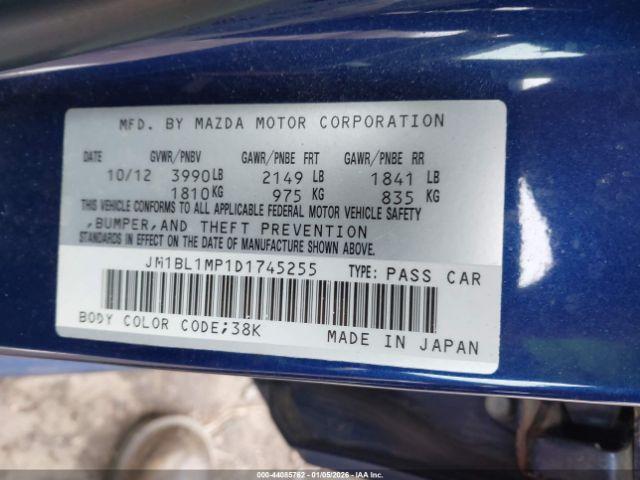 MFD. BY MAZDA MOTOR CORPORATION
DATE GVWR/PNBV GAWR/PNBE FRT GAWR/PNBE RR
10/12 3990LB 2149 LB 1841 LB
1810KG 975 KG 835 KG
THIS VEHICLE CONFORMS TO ALL APPLICABLE FEDERAL MOTOR VEHICLE SAFETY
,BUMPER,AND THEFT PREVENTION
STANDARDS IN EFFECT ON THE DATE OF MANUFACTURE SHOWN ABOVE.
JM1BL1MP1D1745255 TYPE: PASS CAR
BODY COLOR CODE;38K MADE IN JAPAN
000-44085762 01/05/2026 IAA Inc.